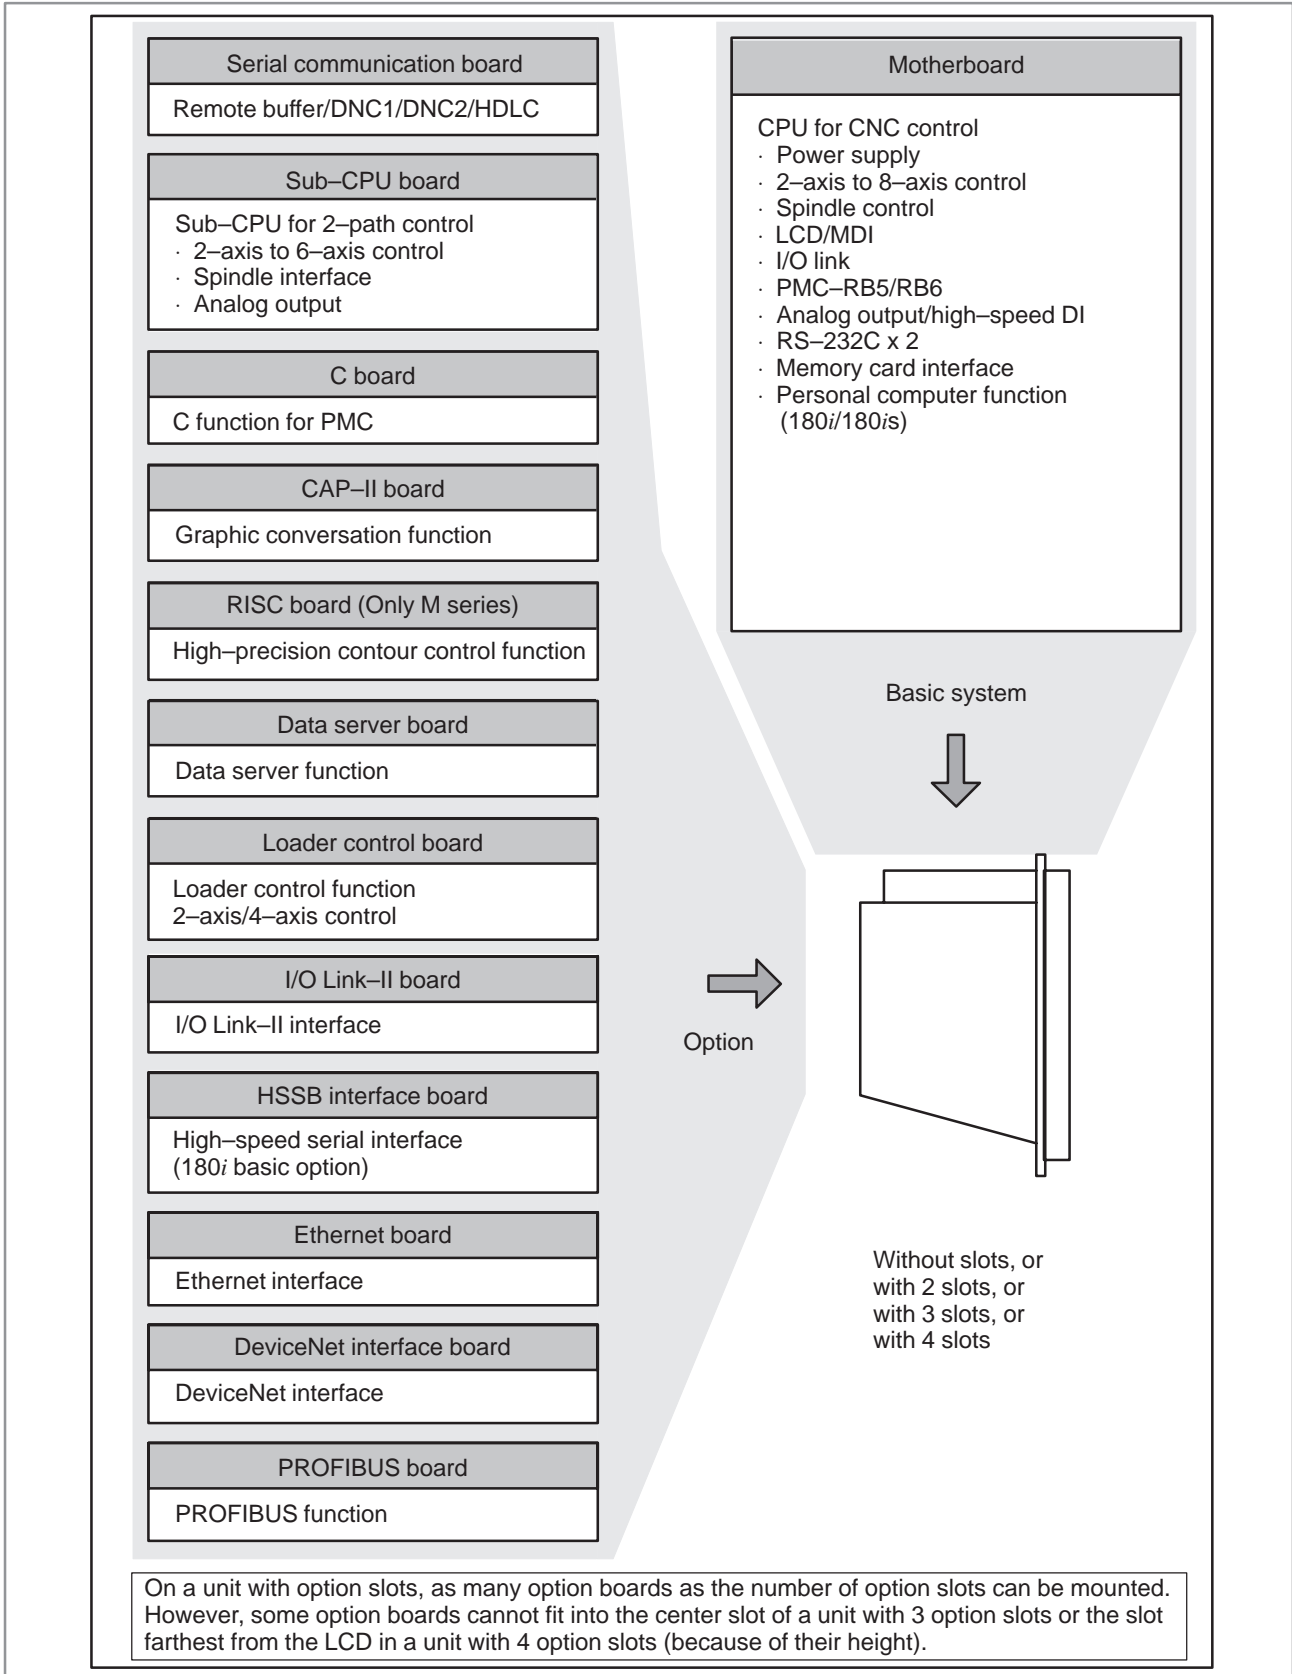 Serial communication board
Remote buffer/DNC1/DNC2/HDLC
Sub–CPU board
Sub–CPU for 2–path control
· 2–axis to 6–axis control
· Spindle interface
· Analog output
C board
C function for PMC
CAP–II board
Graphic conversation function
RISC board (Only M series)
High–precision contour control function
Data server board
Data server function
Loader control board
Loader control function
2–axis/4–axis control
I/O Link–II board
I/O Link–II interface
HSSB interface board
High–speed serial interface
(180i basic option)
Ethernet board
Ethernet interface
DeviceNet interface board
DeviceNet interface
PROFIBUS board
PROFIBUS function
Option
Motherboard
CPU for CNC control
· Power supply
· 2–axis to 8–axis control
· Spindle control
· LCD/MDI
· I/O link
· PMC–RB5/RB6
· Analog output/high–speed DI
· RS–232C x 2
· Memory card interface
· Personal computer function
(180i/180is)
Basic system
Without slots, or
with 2 slots, or
with 3 slots, or
with 4 slots
On a unit with option slots, as many option boards as the number of option slots can be mounted.
However, some option boards cannot fit into the center slot of a unit with 3 option slots or the slot
farthest from the LCD in a unit with 4 option slots (because of their height).